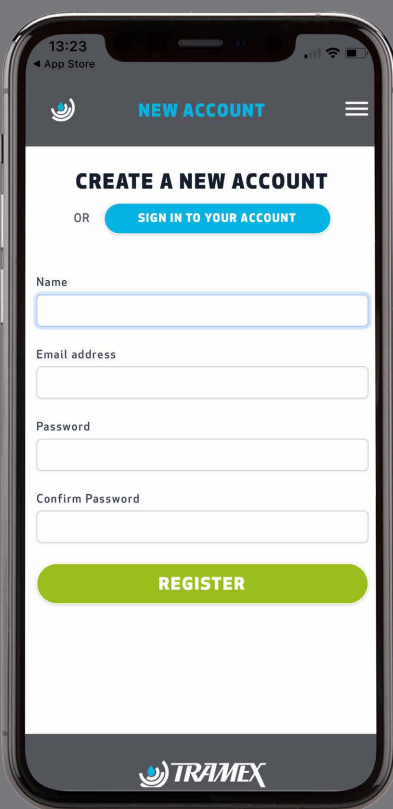 13:23
App Store
NEW ACCOUNT
CREATE A NEW ACCOUNT
OR SIGN IN TO YOUR ACCOUNT
Name
Email address
Password
Confirm Password
REGISTER
TRAMEX